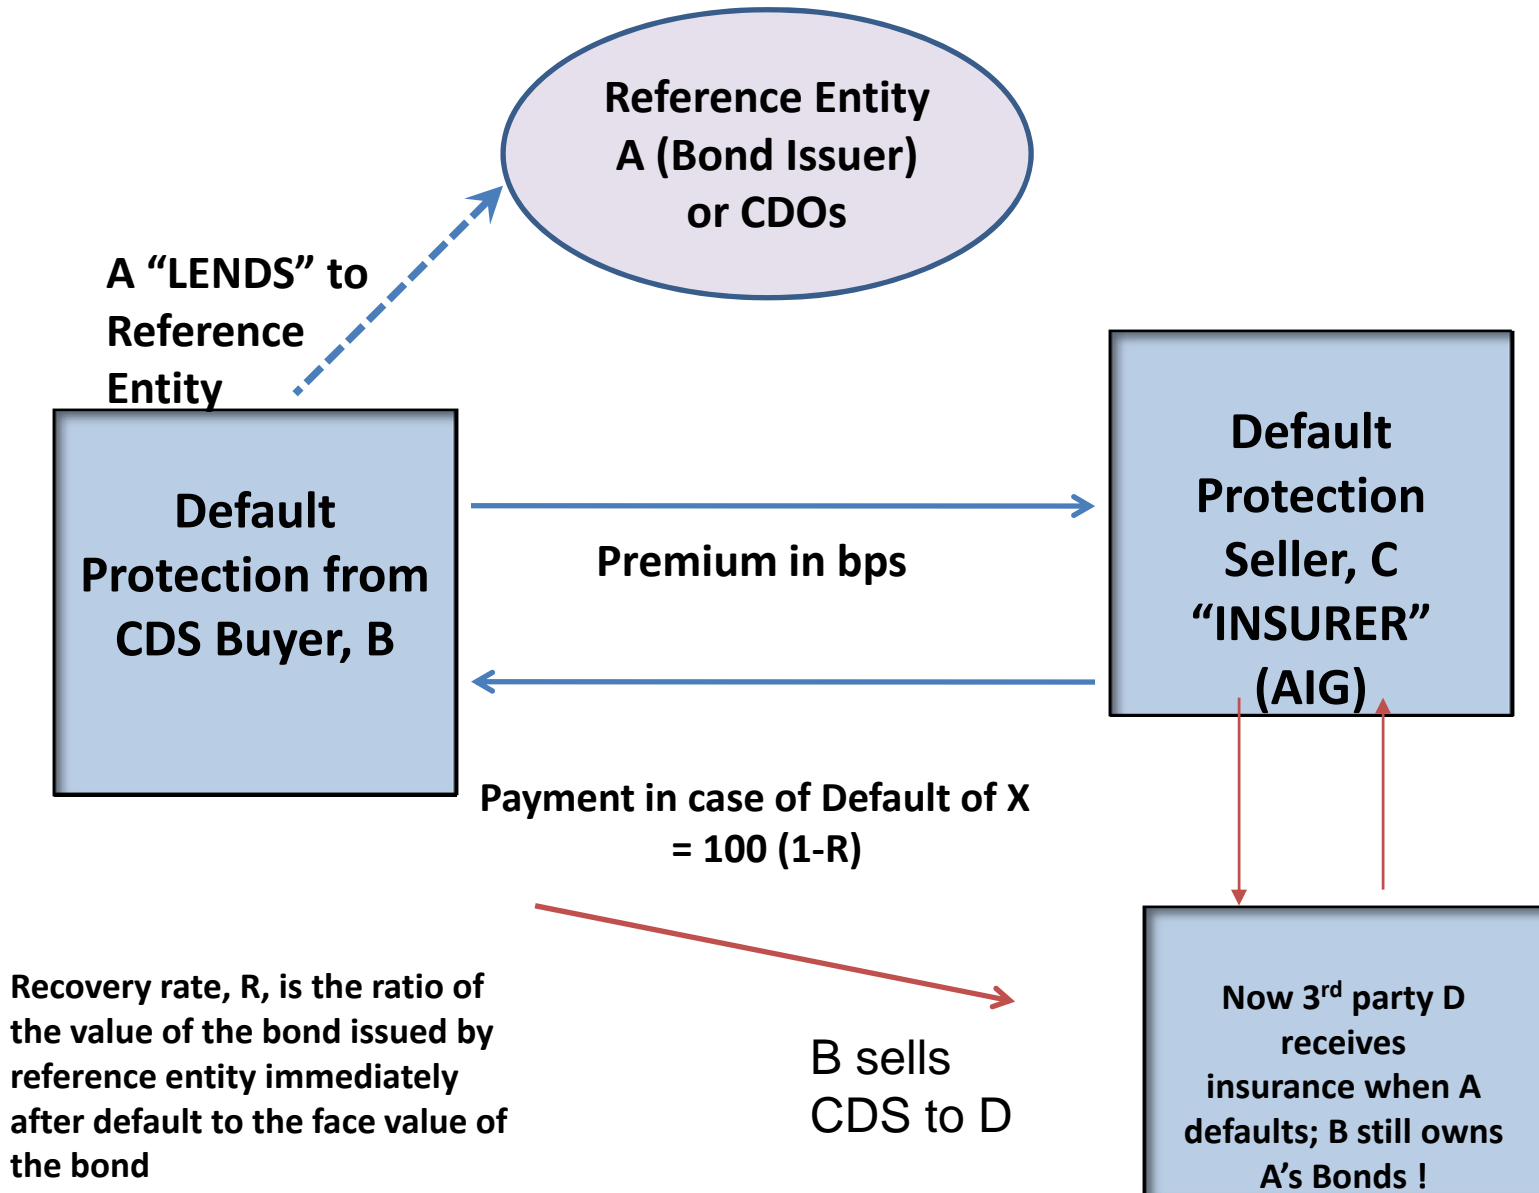 Reference Entity
A (Bond Issuer)
or CDOs
A “LENDS” to
Reference
Entity
Default
Protection from
CDS Buyer, B
Premium in bps
Default
Protection
Seller, C
“INSURER”
(AIG)
Payment in case of Default of X
= 100 (1-R)
Recovery rate, R, is the ratio of
the value of the bond issued by
reference entity immediately
after default to the face value of
the bond
B sells
CDS to D
Now 3rd party D
receives
insurance when A
defaults; B still owns
A’s Bonds !